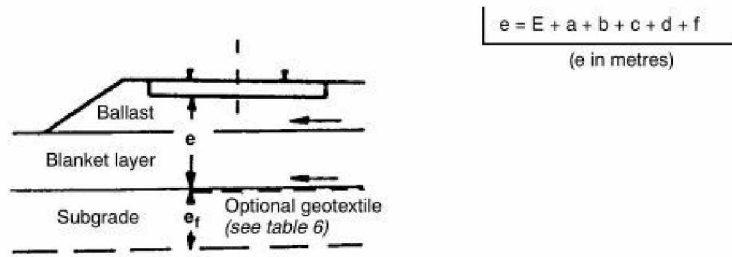 e = E + a + b + c + d + f
(e in metres)
Ballast
e
Blanket layer
Subgrade
e_f
Optional geotextile
(see table 6)